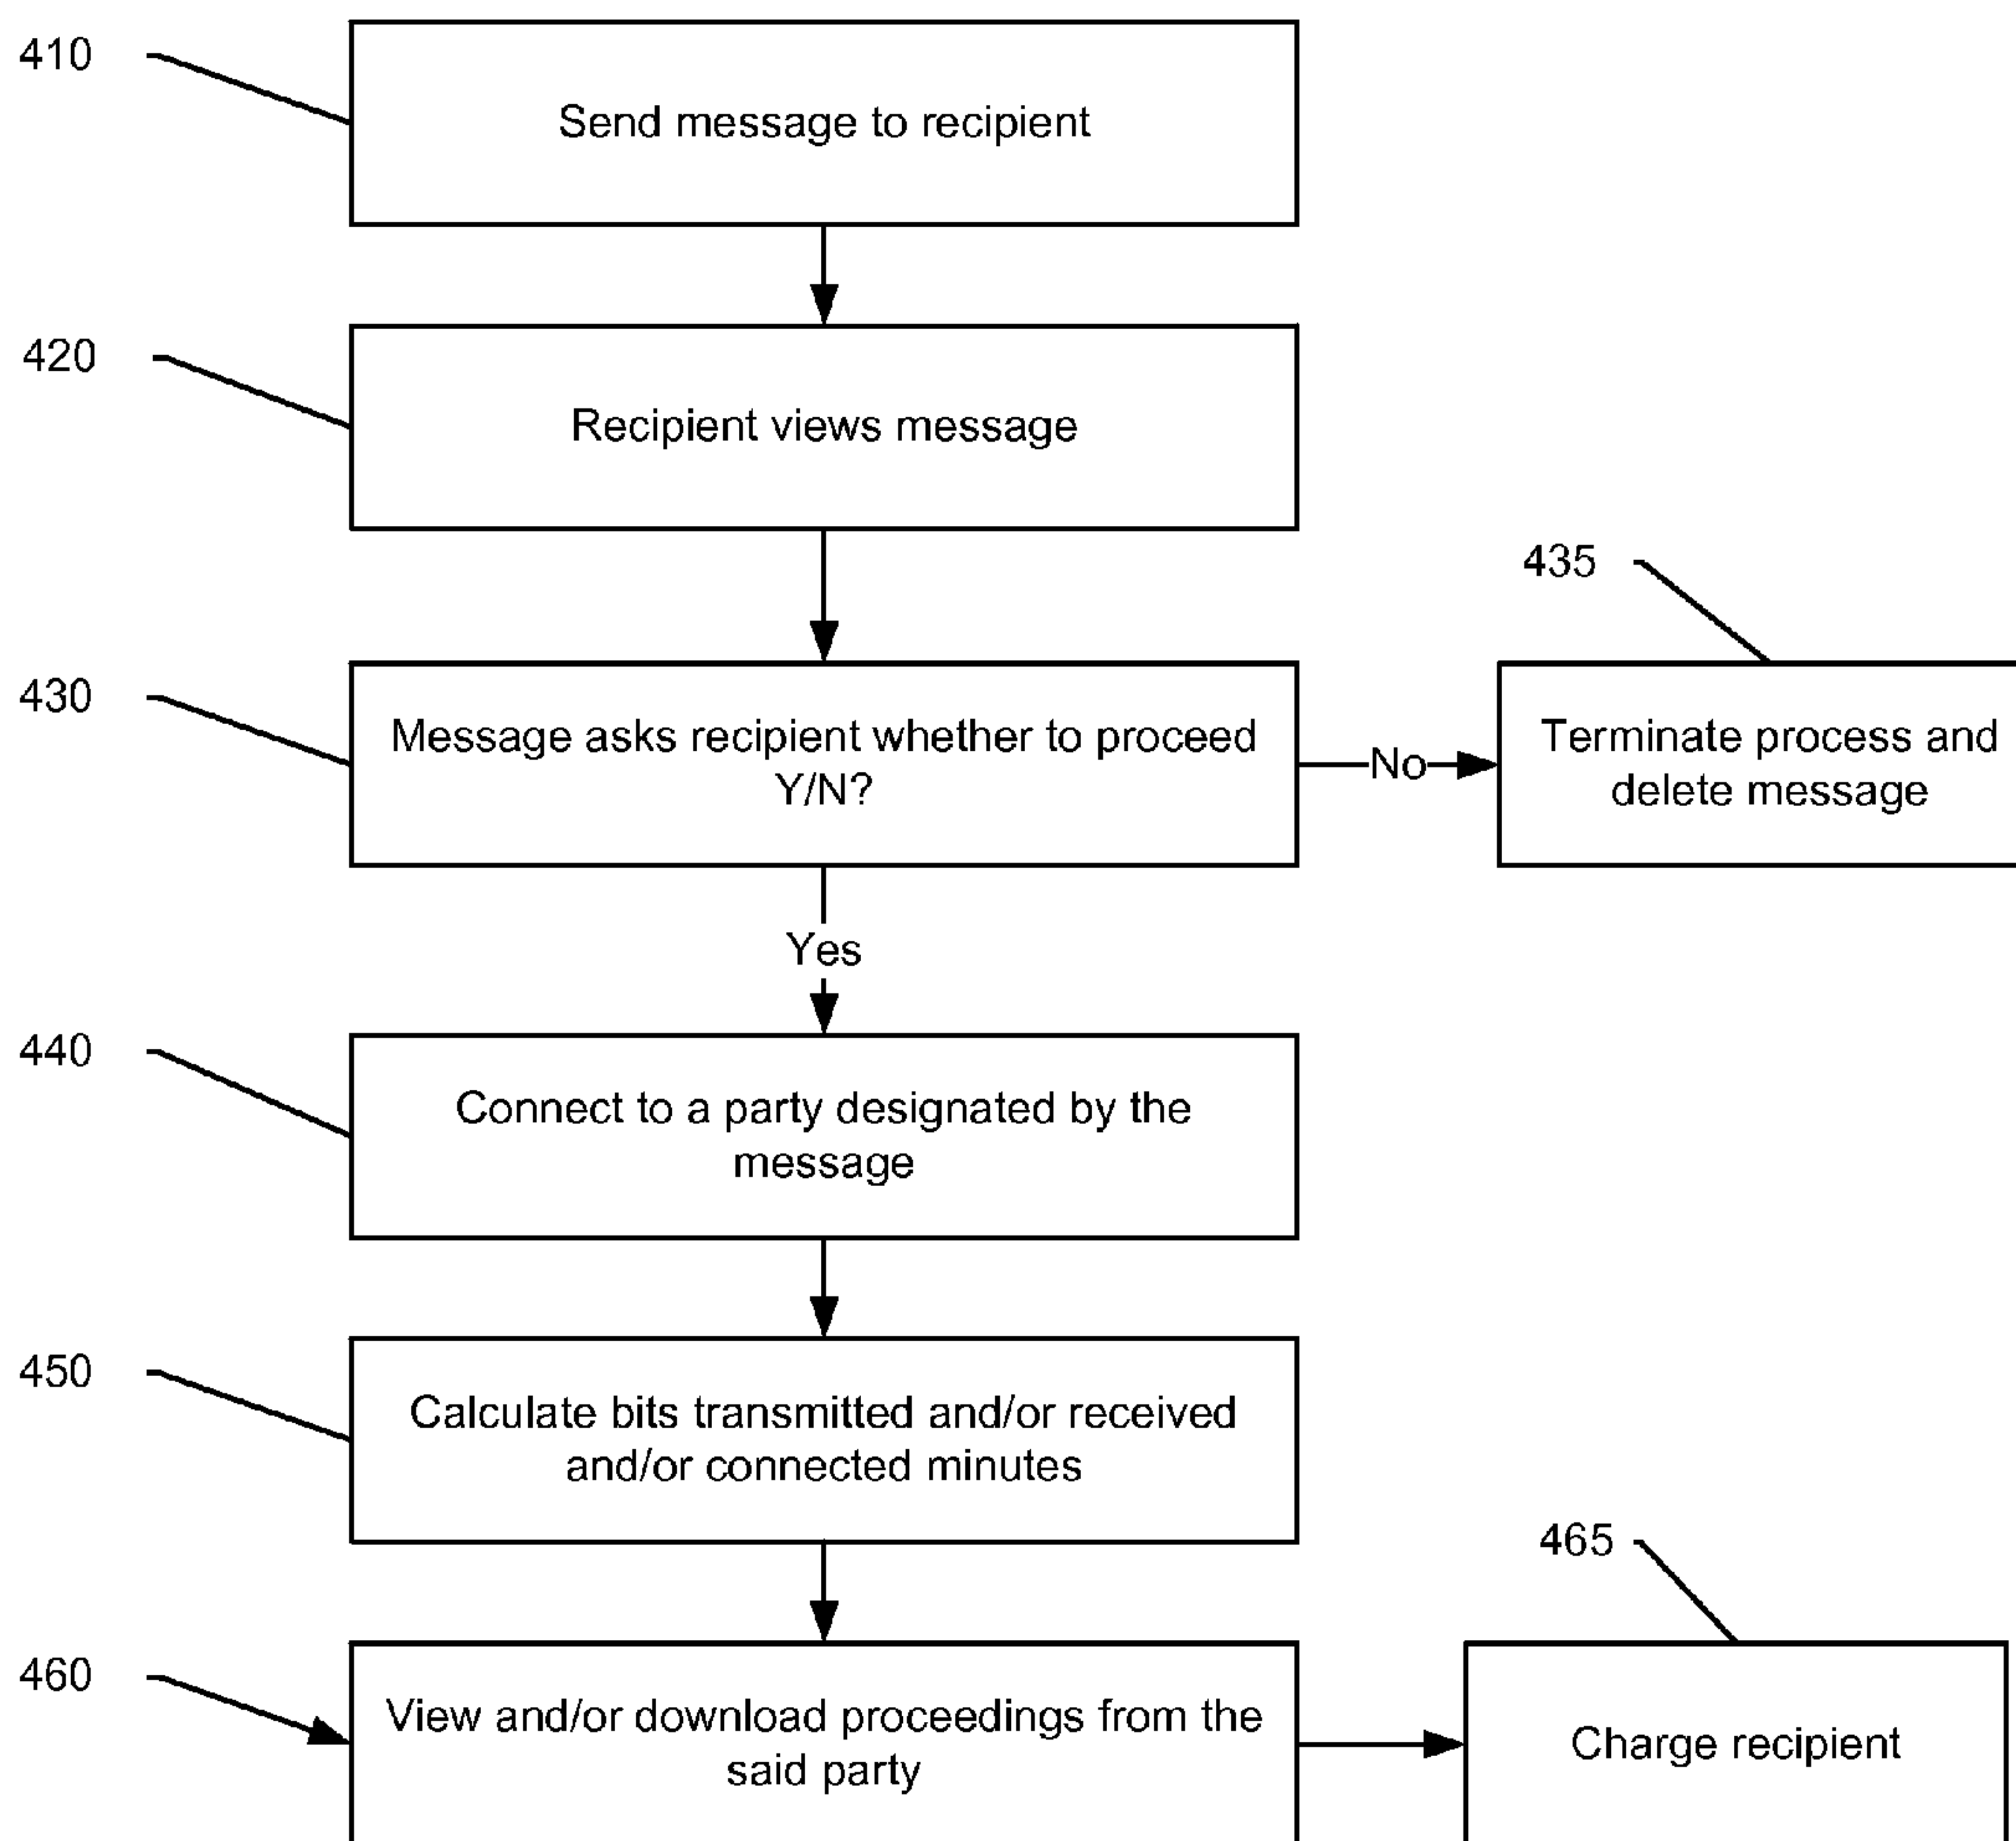 410
Send message to recipient
420
Recipient views message
435
430
Message asks recipient whether to proceed
Y/N?
No
Terminate process and
delete message
Yes
440
Connect to a party designated by the
message
450
Calculate bits transmitted and/or received
and/or connected minutes
465
460
View and/or download proceedings from the
said party
Charge recipient